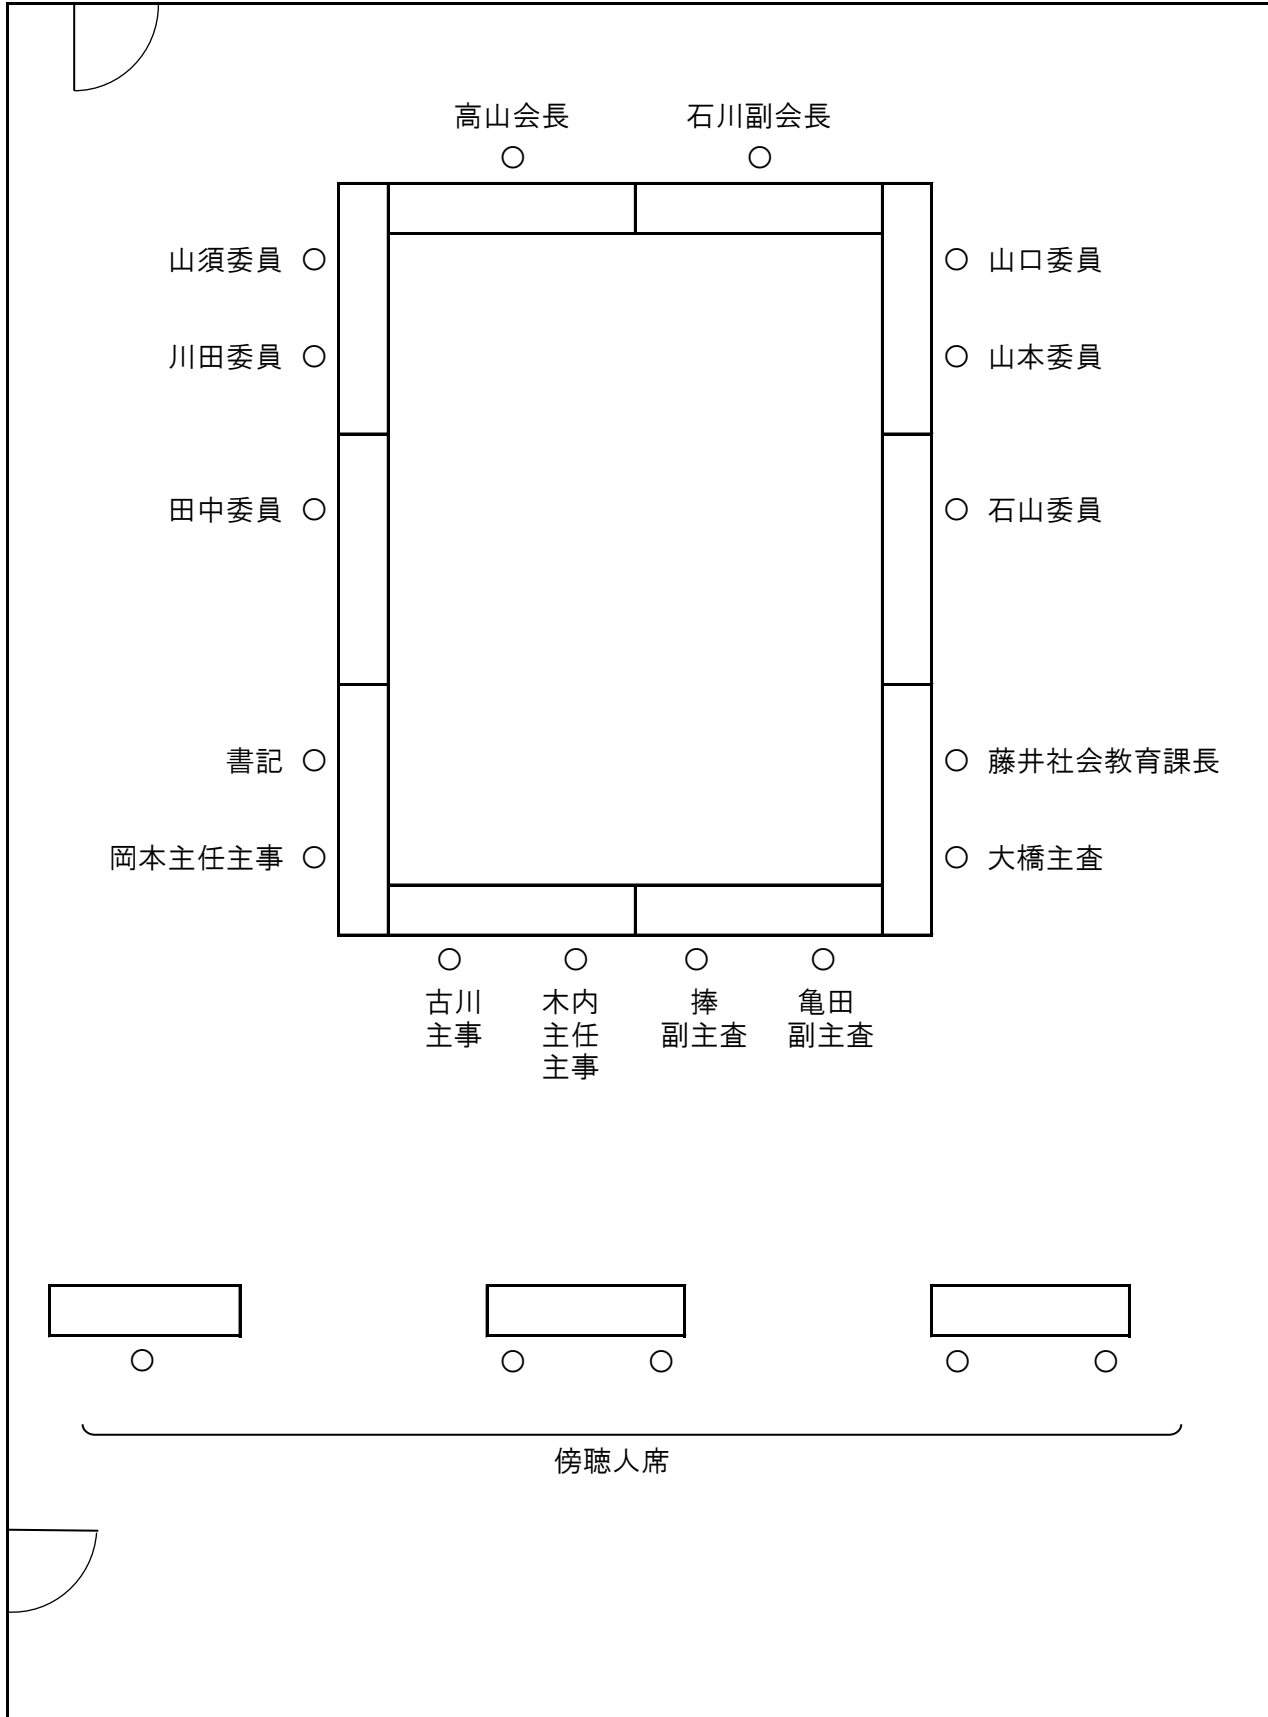 高山会長 石川副会長
山須委員 山口委員
川田委員 山本委員
田中委員 石山委員
書記 藤井社会教育課長
岡本主任主事 大橋主査
古川 木内 捧 亀田
主事 主任 副主査 副主査
主事
傍聴人席